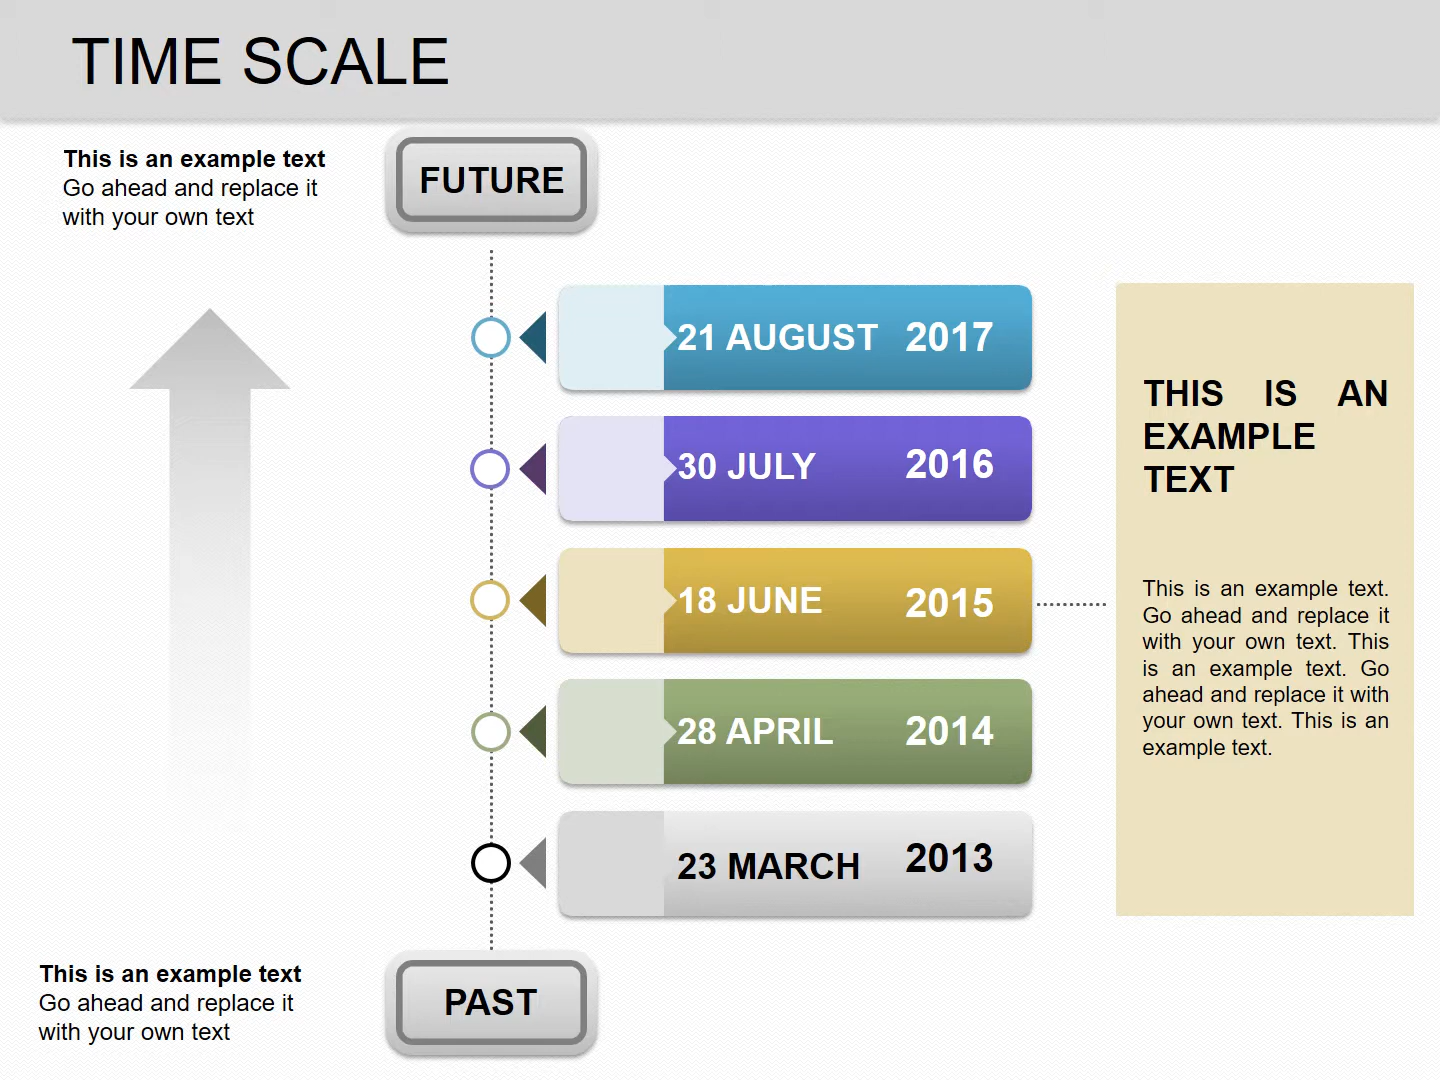 TIME SCALE
This is an example text
Go ahead and replace it
with your own text
FUTURE
21 AUGUST 2017
30 JULY 2016
18 JUNE 2015
28 APRIL 2014
23 MARCH 2013
THIS IS AN
EXAMPLE
TEXT
This is an example text.
Go ahead and replace it
with your own text. This
is an example text. Go
ahead and replace it with
your own text. This is an
example text.
This is an example text
Go ahead and replace it
with your own text
PAST